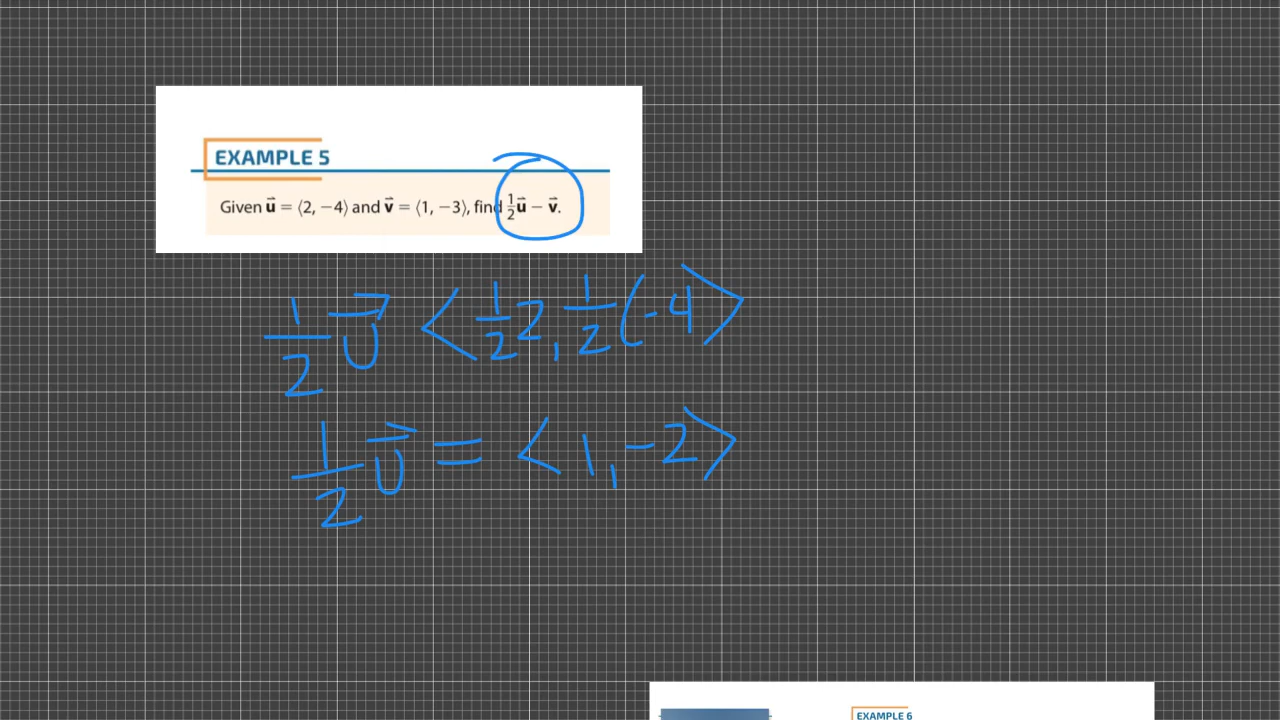 EXAMPLE 5
Given u⃗ = ⟨2, −4⟩ and v⃗ = ⟨1, −3⟩, find 1/2 u⃗ − v⃗.
1/2 U⃗ <1/2 2, 1/2 (-4>
1/2 U⃗ = <1, -2>
EXAMPLE 6